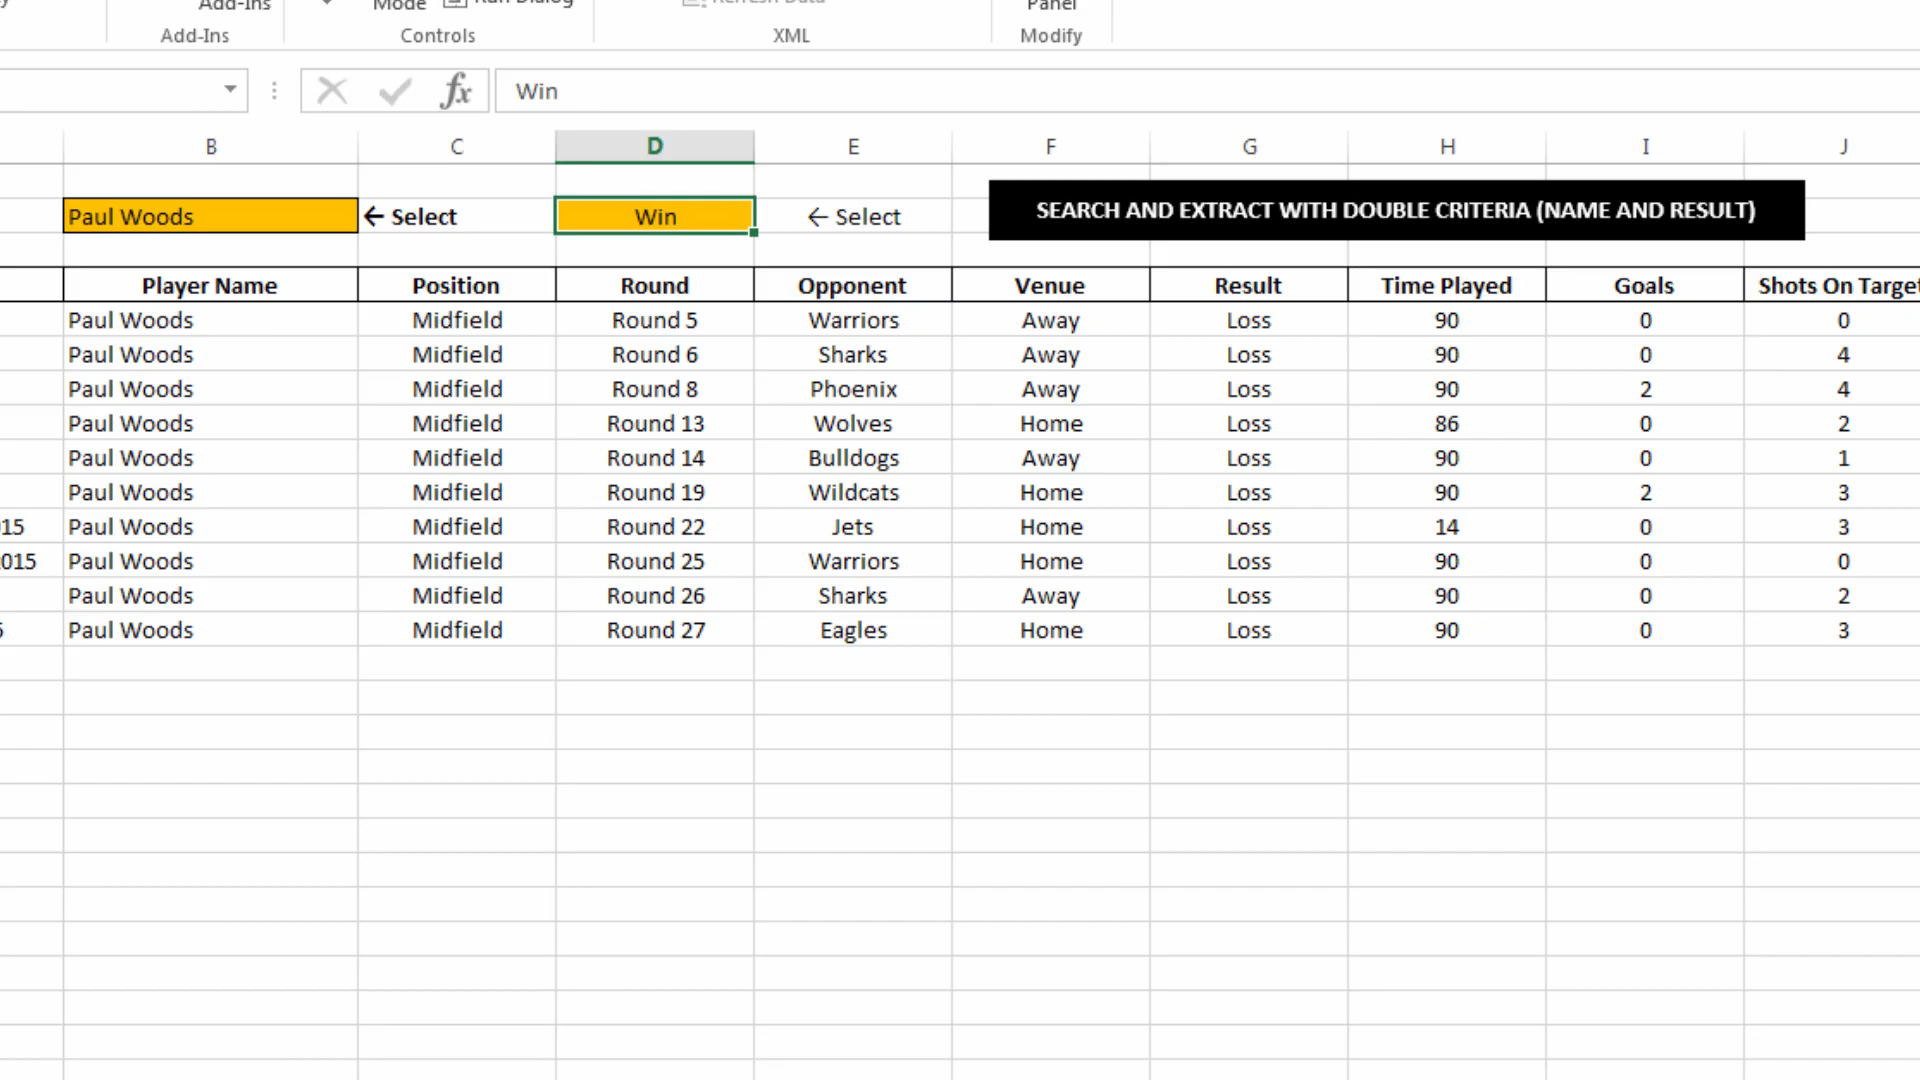 Add-Ins Mode Run Dialog Refresh Data Panel
Add-Ins Controls XML Modify
fx Win
B C D E F G H I J
Paul Woods ← Select Win ← Select SEARCH AND EXTRACT WITH DOUBLE CRITERIA (NAME AND RESULT)
Player Name Position Round Opponent Venue Result Time Played Goals Shots On Target
Paul Woods Midfield Round 5 Warriors Away Loss 90 0 0
Paul Woods Midfield Round 6 Sharks Away Loss 90 0 4
Paul Woods Midfield Round 8 Phoenix Away Loss 90 2 4
Paul Woods Midfield Round 13 Wolves Home Loss 86 0 2
Paul Woods Midfield Round 14 Bulldogs Away Loss 90 0 1
Paul Woods Midfield Round 19 Wildcats Home Loss 90 2 3
15 Paul Woods Midfield Round 22 Jets Home Loss 14 0 3
015 Paul Woods Midfield Round 25 Warriors Home Loss 90 0 0
Paul Woods Midfield Round 26 Sharks Away Loss 90 0 2
Paul Woods Midfield Round 27 Eagles Home Loss 90 0 3